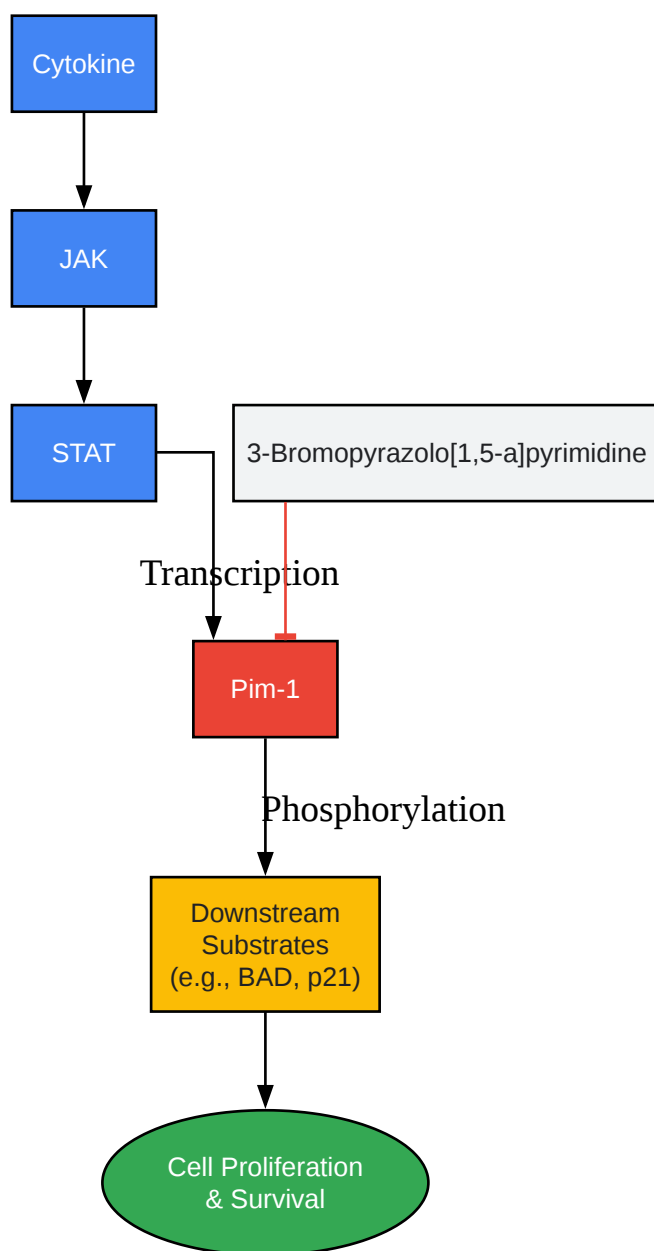 Cytokine
JAK
STAT
3-Bromopyrazolo[1,5-a]pyrimidine
Transcription
Pim-1
Phosphorylation
Downstream
Substrates
(e.g., BAD, p21)
Cell Proliferation
& Survival